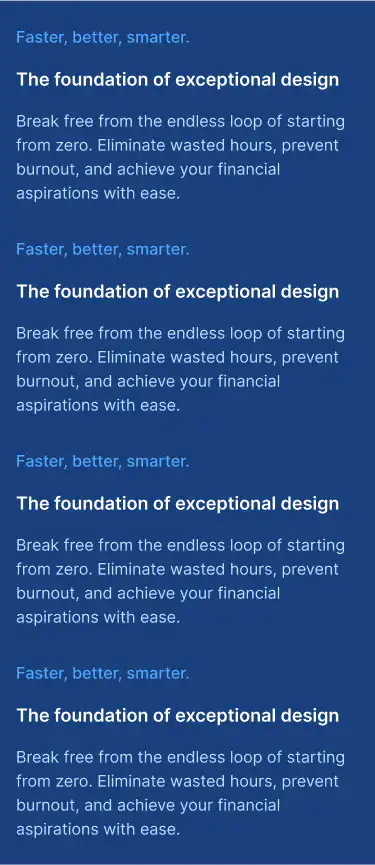 Faster, better, smarter.
The foundation of exceptional design
Break free from the endless loop of starting
from zero. Eliminate wasted hours, prevent
burnout, and achieve your financial
aspirations with ease.
Faster, better, smarter.
The foundation of exceptional design
Break free from the endless loop of starting
from zero. Eliminate wasted hours, prevent
burnout, and achieve your financial
aspirations with ease.
Faster, better, smarter.
The foundation of exceptional design
Break free from the endless loop of starting
from zero. Eliminate wasted hours, prevent
burnout, and achieve your financial
aspirations with ease.
Faster, better, smarter.
The foundation of exceptional design
Break free from the endless loop of starting
from zero. Eliminate wasted hours, prevent
burnout, and achieve your financial
aspirations with ease.